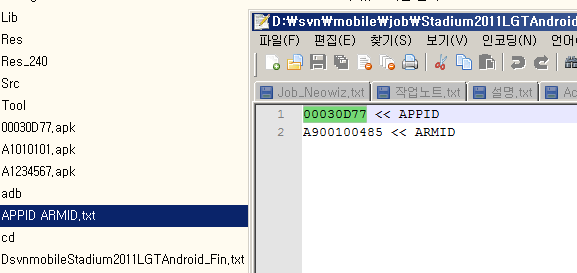 Lib
Res
Res_240
Src
Tool
00030D77.apk
A1010101.apk
A1234567.apk
adb
APPID ARMID.txt
cd
DsvnmobileStadium2011LGTAndroid_Fin.txt
D:₩svn₩mobile₩job₩Stadium2011LGTAndroid
파일(F) 편집(E) 찾기(S) 보기(V) 인코딩(N) 언어
Job_Neowiz.txt 작업노트.txt 설명.txt Ac
1 00030D77 << APPID
2 A900100485 << ARMID